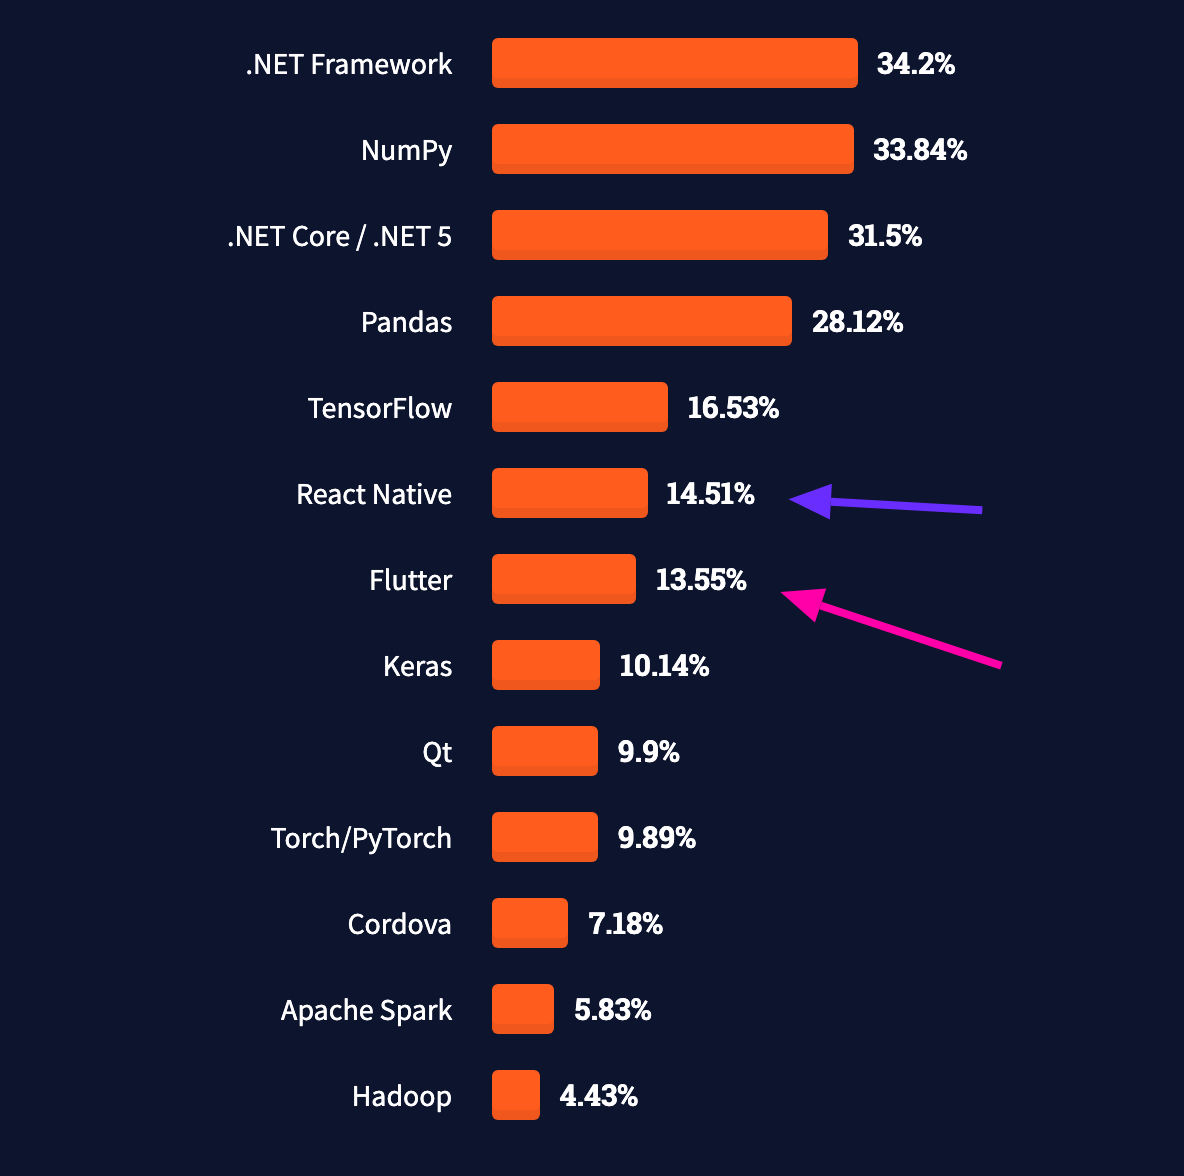 .NET Framework 34.2%
NumPy 33.84%
.NET Core / .NET 5 31.5%
Pandas 28.12%
TensorFlow 16.53%
React Native 14.51%
Flutter 13.55%
Keras 10.14%
Qt 9.9%
Torch/PyTorch 9.89%
Cordova 7.18%
Apache Spark 5.83%
Hadoop 4.43%